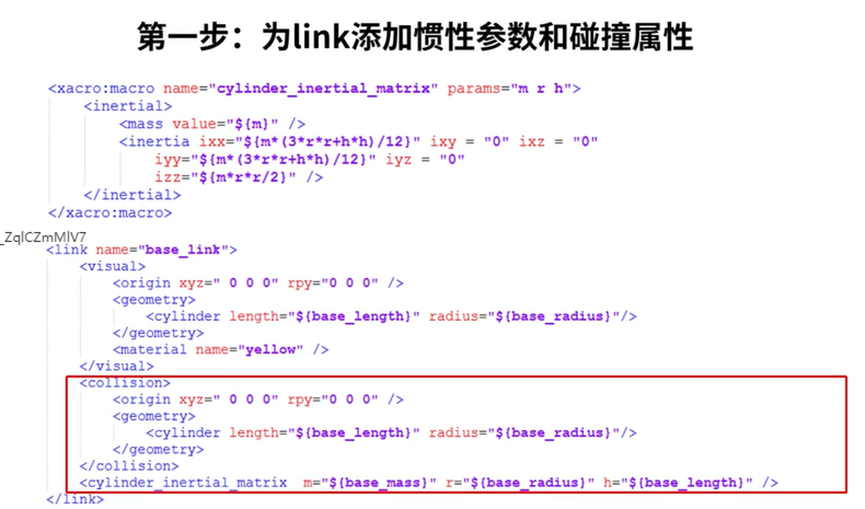 第一步：为link添加惯性参数和碰撞属性
<xacro:macro name="cylinder_inertial_matrix" params="m r h">
<inertial>
<mass value="${m}" />
<inertia ixx="${m*(3*r*r+h*h)/12}" ixy = "0" ixz = "0"
iyy="${m*(3*r*r+h*h)/12}" iyz = "0"
izz="${m*r*r/2}" />
</inertial>
</xacro:macro>
_ZqlCZmMlV7
<link name="base_link">
<visual>
<origin xyz=" 0 0 0" rpy="0 0 0" />
<geometry>
<cylinder length="${base_length}" radius="${base_radius}"/>
</geometry>
<material name="yellow" />
</visual>
<collision>
<origin xyz=" 0 0 0" rpy="0 0 0" />
<geometry>
<cylinder length="${base_length}" radius="${base_radius}"/>
</geometry>
</collision>
<cylinder_inertial_matrix  m="${base_mass}" r="${base_radius}" h="${base_length}" />
</link>